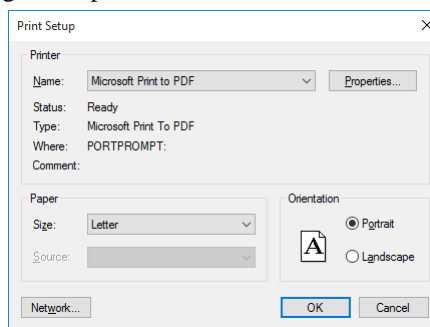 Print Setup
Printer
Name: Microsoft Print to PDF Properties...
Status: Ready
Type: Microsoft Print To PDF
Where: PORTPROMPT:
Comment:
Paper
Size: Letter
Source:
Orientation
A
Portrait
Landscape
Network... OK Cancel